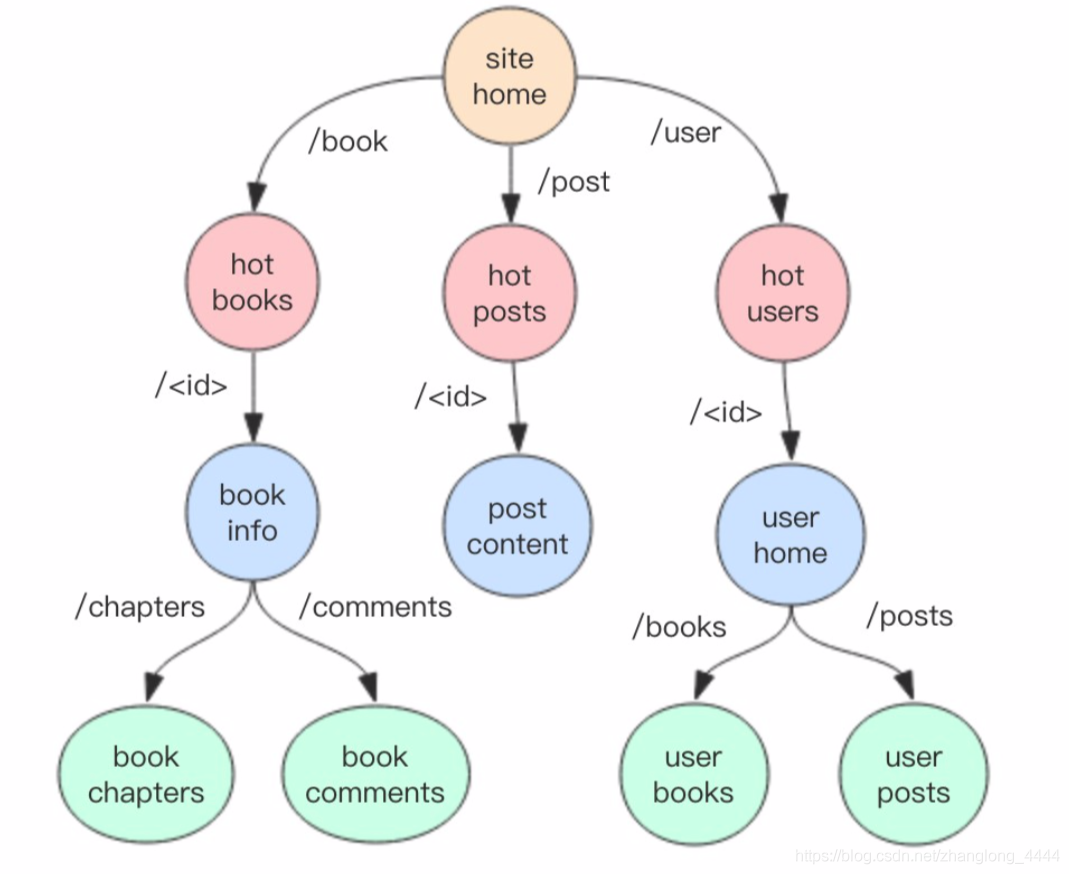 site
home
/book
/post
/user
hot
books
hot
posts
hot
users
/<id>
/<id>
/<id>
book
info
post
content
user
home
/chapters
/comments
/books
/posts
book
chapters
book
comments
user
books
user
posts
https://blog.csdn.net/zhanglong_4444